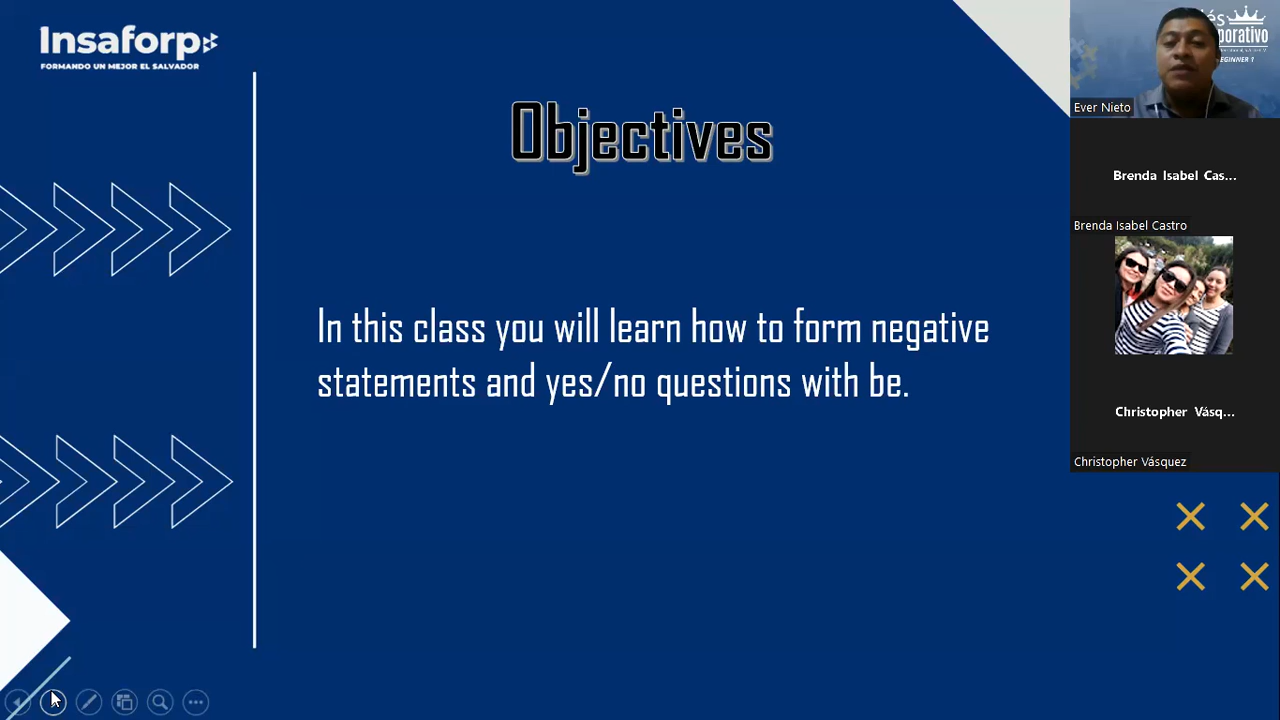 Insaforp
FORMANDO UN MEJOR EL SALVADOR
Objectives
In this class you will learn how to form negative
statements and yes/no questions with be.
Ever Nieto
Brenda Isabel Cas...
Brenda Isabel Castro
Christopher Vásq...
Christopher Vásquez